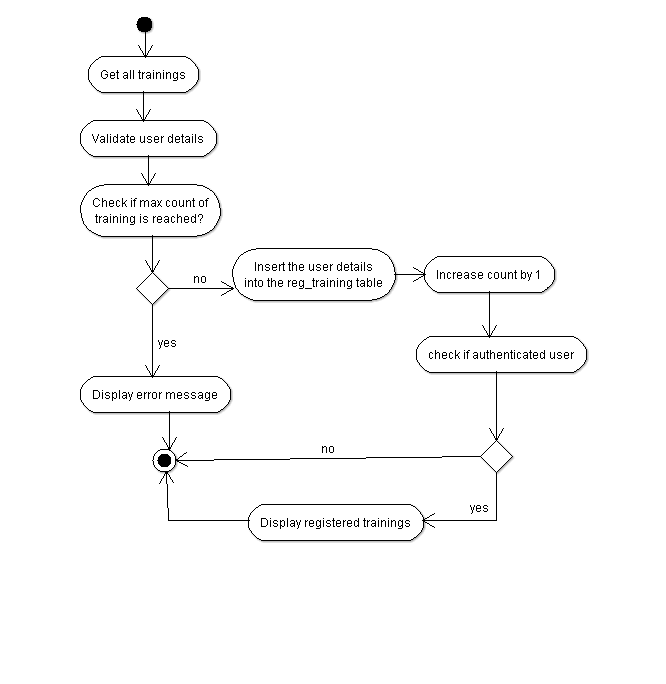 Get all trainings
Validate user details
Check if max count of
training is reached?
no
Insert the user details
into the reg_training table
Increase count by 1
yes
check if authenticated user
Display error message
no
yes
Display registered trainings